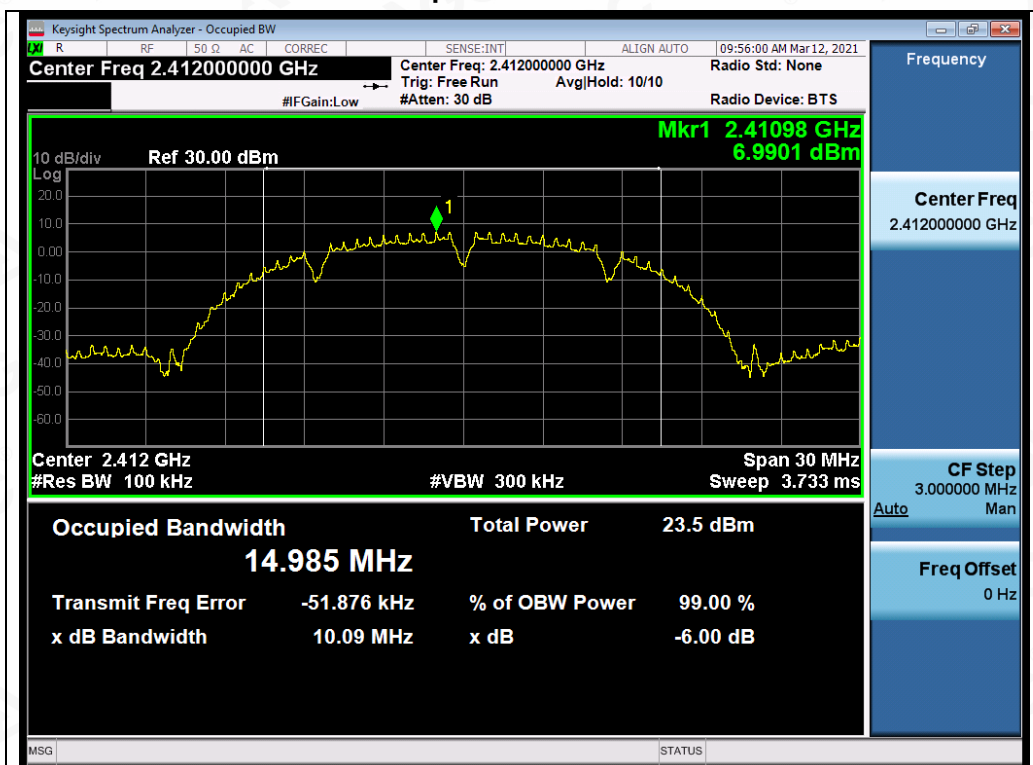 Keysight Spectrum Analyzer - Occupied BW
LXI R RF 50 Ω AC CORREC SENSE:INT ALIGN AUTO 09:56:00 AM Mar 12, 2021
Center Freq 2.412000000 GHz Center Freq: 2.412000000 GHz Radio Std: None
Trig: Free Run Avg|Hold: 10/10
#IFGain:Low #Atten: 30 dB Radio Device: BTS
Mkr1 2.41098 GHz
6.9901 dBm
10 dB/div Ref 30.00 dBm
Log
20.0
10.0
0.00
-10.0
-20.0
-30.0
-40.0
-50.0
-60.0
1
Center 2.412 GHz Span 30 MHz
#Res BW 100 kHz #VBW 300 kHz Sweep 3.733 ms
Occupied Bandwidth Total Power 23.5 dBm
14.985 MHz
Transmit Freq Error -51.876 kHz % of OBW Power 99.00 %
x dB Bandwidth 10.09 MHz x dB -6.00 dB
Frequency
Center Freq
2.412000000 GHz
CF Step
3.000000 MHz
Auto Man
Freq Offset
0 Hz
MSG STATUS